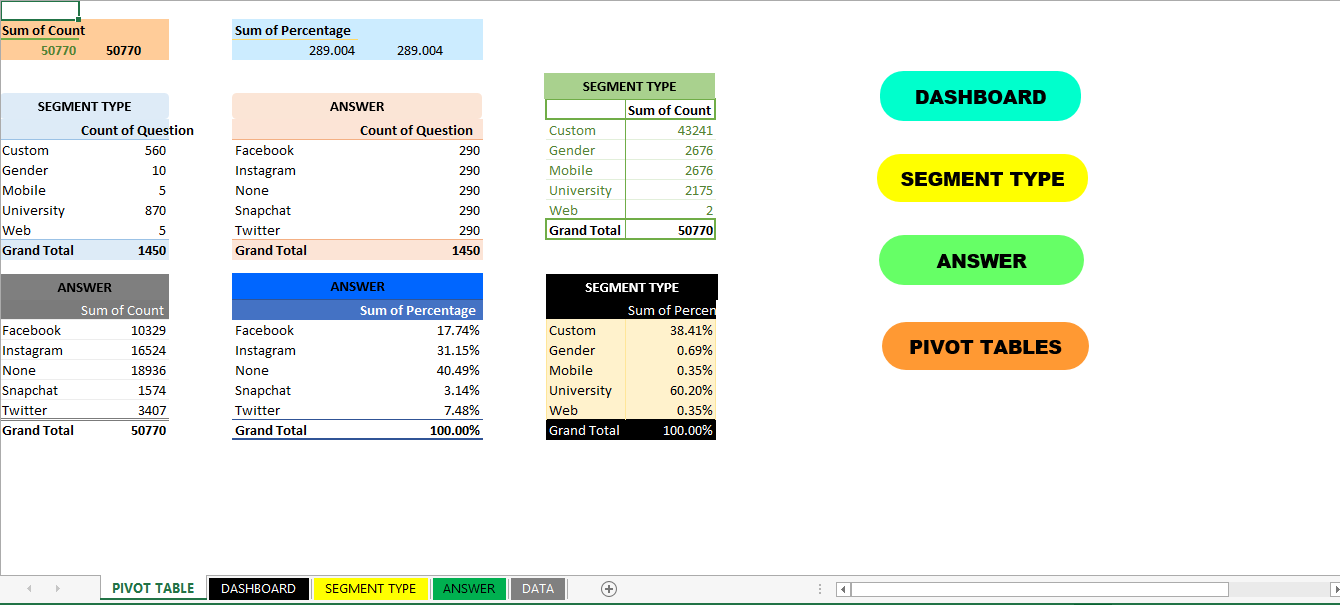 Sum of Count
50770 50770
Sum of Percentage
289.004 289.004
SEGMENT TYPE
Count of Question
Custom 560
Gender 10
Mobile 5
University 870
Web 5
Grand Total 1450
ANSWER
Count of Question
Facebook 290
Instagram 290
None 290
Snapchat 290
Twitter 290
Grand Total 1450
SEGMENT TYPE
Sum of Count
Custom 43241
Gender 2676
Mobile 2676
University 2175
Web 2
Grand Total 50770
ANSWER
Sum of Count
Facebook 10329
Instagram 16524
None 18936
Snapchat 1574
Twitter 3407
Grand Total 50770
ANSWER
Sum of Percentage
Facebook 17.74%
Instagram 31.15%
None 40.49%
Snapchat 3.14%
Twitter 7.48%
Grand Total 100.00%
SEGMENT TYPE
Sum of Percen
Custom 38.41%
Gender 0.69%
Mobile 0.35%
University 60.20%
Web 0.35%
Grand Total 100.00%
DASHBOARD
SEGMENT TYPE
ANSWER
PIVOT TABLES
PIVOT TABLE DASHBOARD SEGMENT TYPE ANSWER DATA